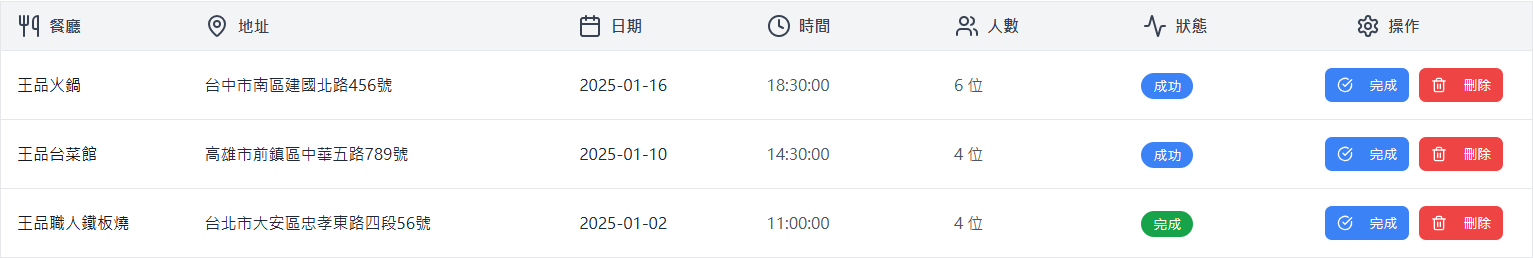 餐廳 地址 日期 時間 人數 狀態 操作
王品火鍋 台中市南區建國北路456號 2025-01-16 18:30:00 6 位 成功 完成 刪除
王品台菜館 高雄市前鎮區中華五路789號 2025-01-10 14:30:00 4 位 成功 完成 刪除
王品職人鐵板燒 台北市大安區忠孝東路四段56號 2025-01-02 11:00:00 4 位 完成 完成 刪除